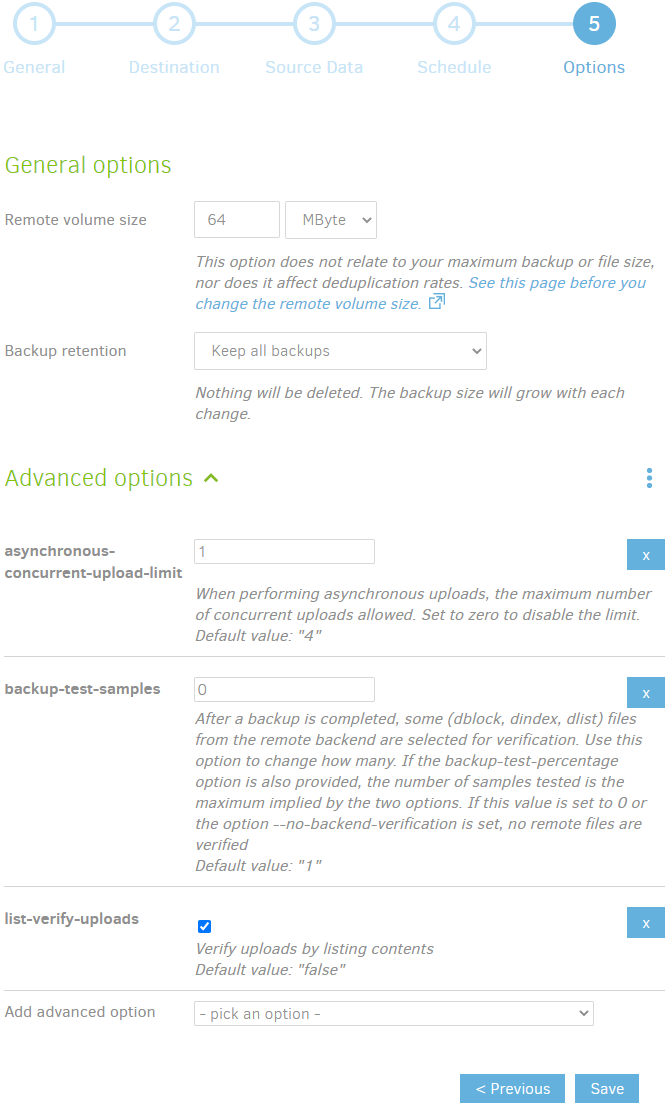 1
2
3
4
5
General
Destination
Source Data
Schedule
Options
General options
Remote volume size
64
MByte
This option does not relate to your maximum backup or file size,
nor does it affect deduplication rates. See this page before you
change the remote volume size.
Backup retention
Keep all backups
Nothing will be deleted. The backup size will grow with each
change.
Advanced options
asynchronous-
concurrent-upload-limit
1
x
When performing asynchronous uploads, the maximum number
of concurrent uploads allowed. Set to zero to disable the limit.
Default value: "4"
backup-test-samples
0
x
After a backup is completed, some (dblock, dindex, dlist) files
from the remote backend are selected for verification. Use this
option to change how many. If the backup-test-percentage
option is also provided, the number of samples tested is the
maximum implied by the two options. If this value is set to 0 or
the option --no-backend-verification is set, no remote files are
verified
Default value: "1"
list-verify-uploads
x
Verify uploads by listing contents
Default value: "false"
Add advanced option
- pick an option -
< Previous
Save